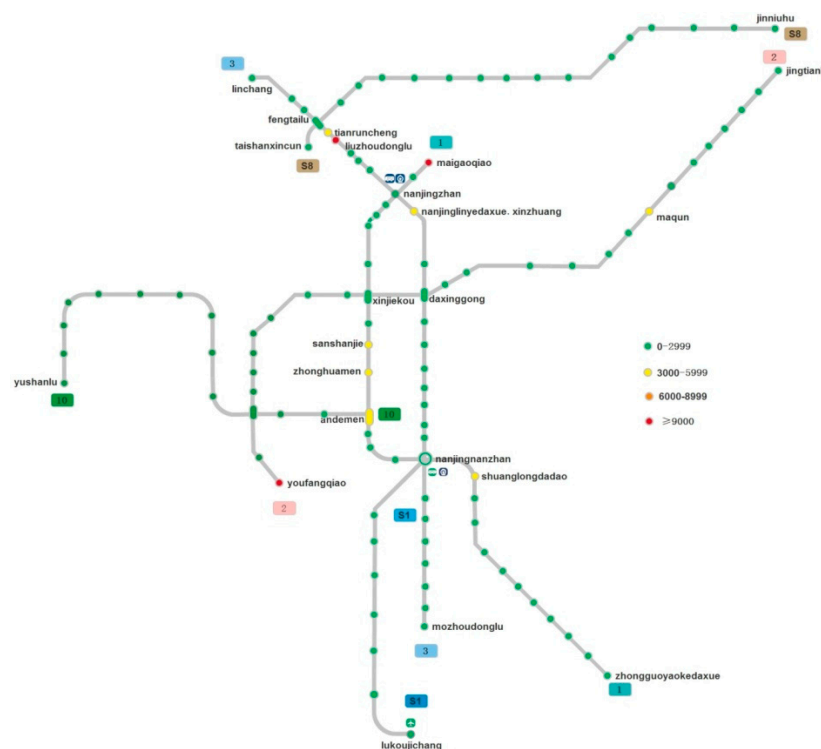 jinniuhu
S8
3
2
linchang
jingtian
fengtailu
tianruncheng
liuzhoudonglu
taishanxincun
1
S8
maigaoqiao
nanjingzhan
nanjinglinyedaxue. xinzhuang
maqun
xinjiekou
daxinggong
sanshanjie
0-2999
zhonghuamen
3000-5999
yushanlu
6000-8999
10
andemen
10
≥9000
nanjingnanzhan
shuanglongdadao
youfangqiao
2
S1
mozhoudonglu
3
zhongguoyaokedaxue
1
S1
lukoujichang